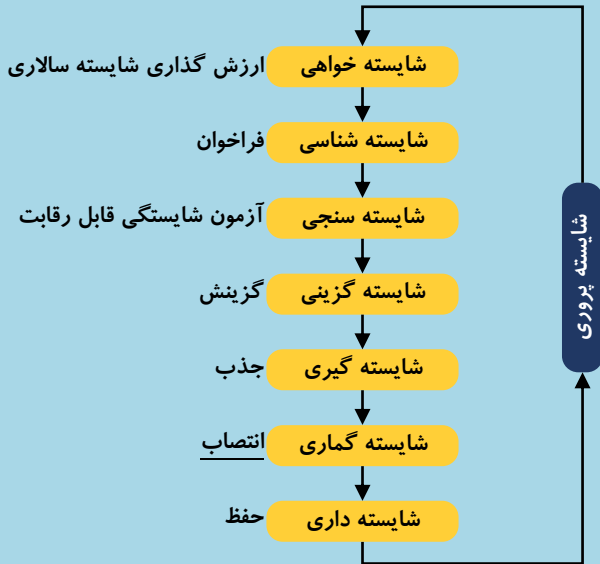 شایسته خواهی
ارزش گذاری شایسته سالاری
شایسته شناسی
فراخوان
شایسته سنجی
آزمون شایستگی قابل رقابت
شایسته گزینی
گزینش
شایسته گیری
جذب
شایسته گماری
انتصاب
شایسته داری
حفظ
شایسته پروری